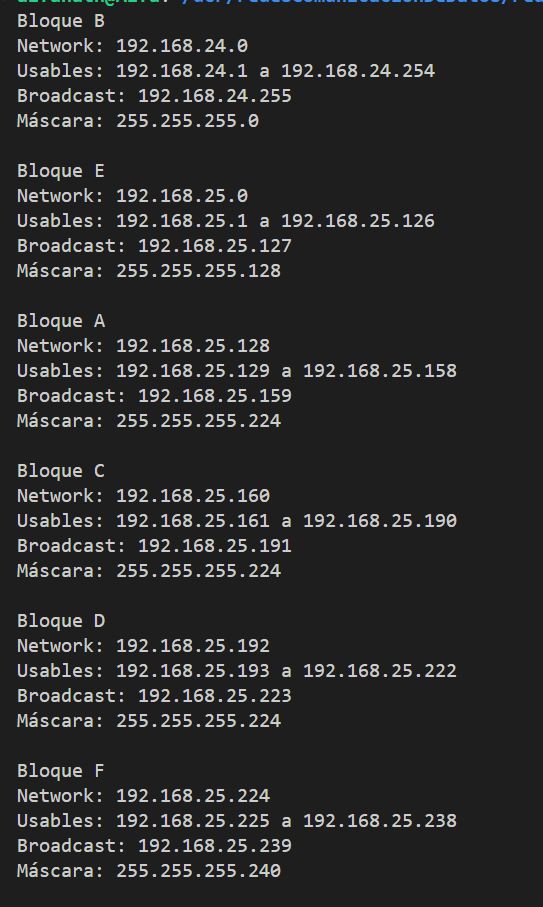 Bloque B
Network: 192.168.24.0
Usables: 192.168.24.1 a 192.168.24.254
Broadcast: 192.168.24.255
Máscara: 255.255.255.0

Bloque E
Network: 192.168.25.0
Usables: 192.168.25.1 a 192.168.25.126
Broadcast: 192.168.25.127
Máscara: 255.255.255.128

Bloque A
Network: 192.168.25.128
Usables: 192.168.25.129 a 192.168.25.158
Broadcast: 192.168.25.159
Máscara: 255.255.255.224

Bloque C
Network: 192.168.25.160
Usables: 192.168.25.161 a 192.168.25.190
Broadcast: 192.168.25.191
Máscara: 255.255.255.224

Bloque D
Network: 192.168.25.192
Usables: 192.168.25.193 a 192.168.25.222
Broadcast: 192.168.25.223
Máscara: 255.255.255.224

Bloque F
Network: 192.168.25.224
Usables: 192.168.25.225 a 192.168.25.238
Broadcast: 192.168.25.239
Máscara: 255.255.255.240